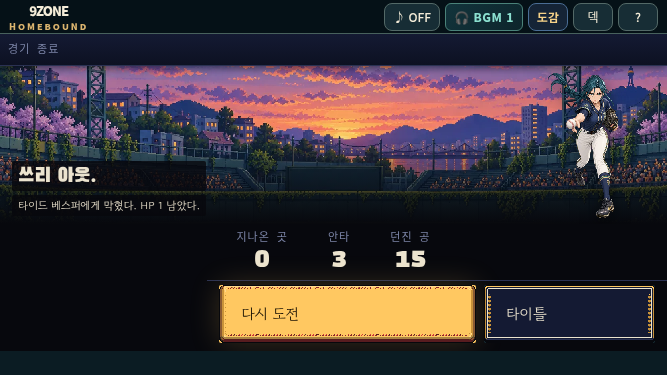 9ZONE
HOMEBOUND
♪ OFF
🎧 BGM 1
도감
덱
?
경기 종료
쓰리 아웃.
타이드 베스퍼에게 막혔다. HP 1 남았다.
지나온 곳 안타 던진 공
0 3 15
다시 도전
타이틀